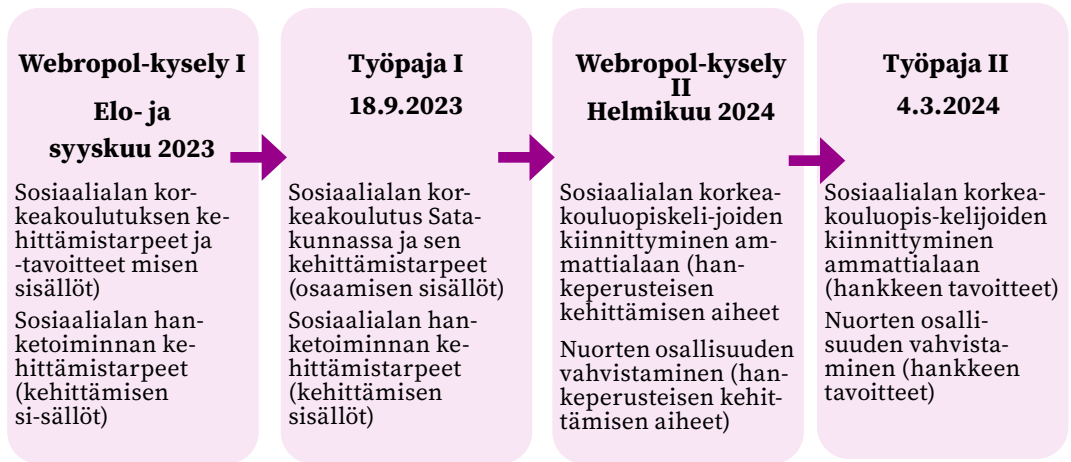 Webropol-kysely I
Elo- ja
syyskuu 2023
Sosiaalialan kor-
keakoulutuksen ke-
hittämistarpeet ja
-tavoitteet misen
sisällöt)
Sosiaalialan han-
ketoiminnan ke-
hittämistarpeet
(kehittämisen
si-sällöt)
Työpaja I
18.9.2023
Sosiaalialan kor-
keakoulutus Sata-
kunnassa ja sen
kehittämistarpeet
(osaamisen sisällöt)
Sosiaalialan han-
ketoiminnan ke-
hittämistarpeet
(kehittämisen
sisällöt)
Webropol-kysely
II
Helmikuu 2024
Sosiaalialan korkea-
kouluopiskeli-joiden
kiinnittyminen am-
mattialaan (han-
keperusteisen
kehittämisen aiheet
Nuorten osallisuuden
vahvistaminen (han-
keperusteisen kehit-
tämisen aiheet)
Työpaja II
4.3.2024
Sosiaalialan korkea-
kouluopis-kelijoiden
kiinnittyminen
ammattialaan
(hankkeen tavoitteet)
Nuorten osalli-
suuden vahvista-
minen (hankkeen
tavoitteet)